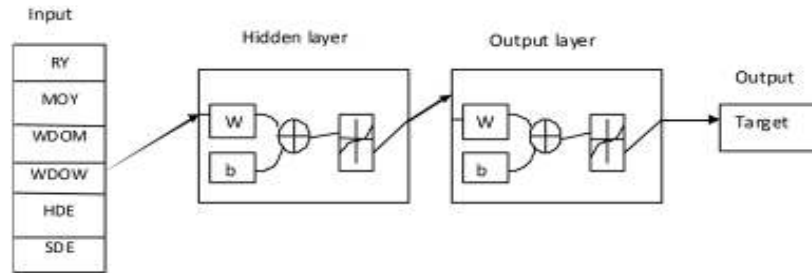 Input
RY
MOY
WDOM
WDOW
HDE
SDE
Hidden layer
W
b
Output layer
W
b
Output
Target